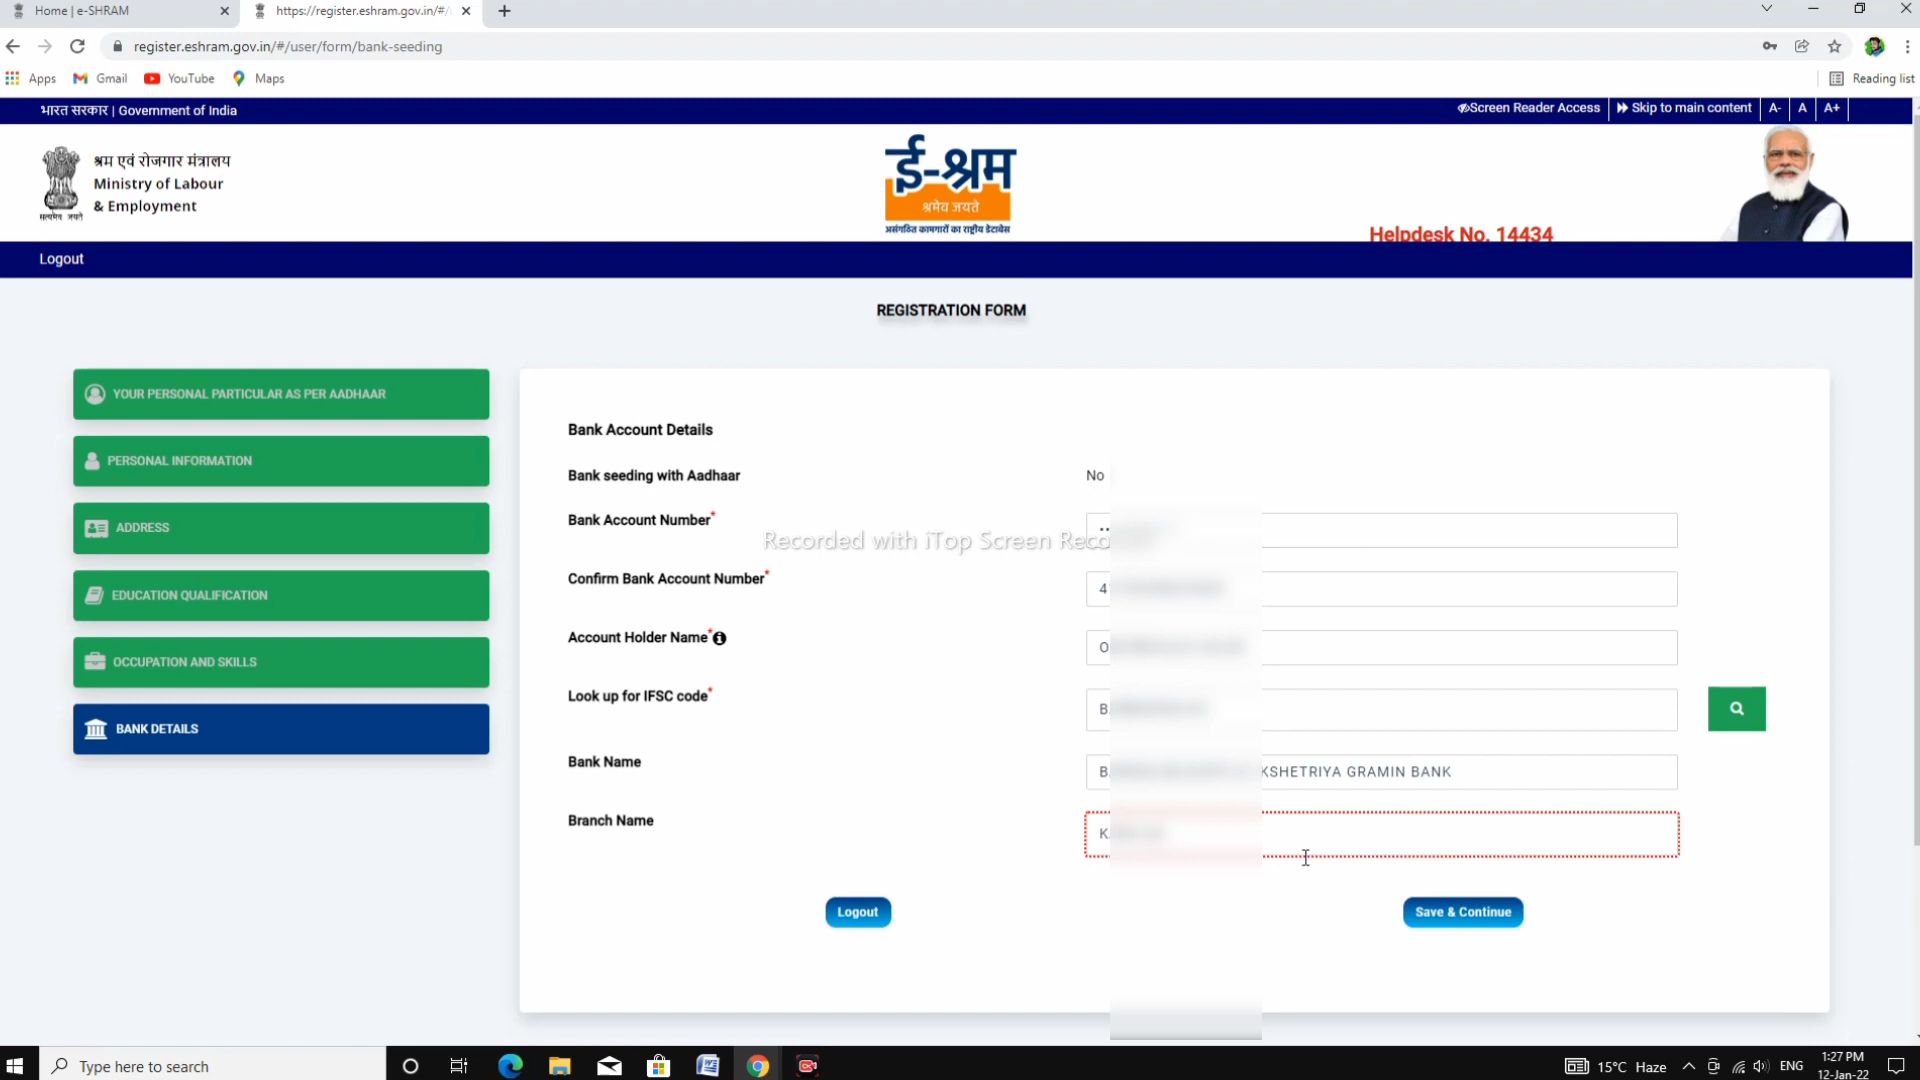 Home | e-SHRAM
https://register.eshram.gov.in/#/
register.eshram.gov.in/#/user/form/bank-seeding
Apps
Gmail
YouTube
Maps
Reading list
भारत सरकार | Government of India
Screen Reader Access
Skip to main content
A-
A
A+
श्रम एवं रोजगार मंत्रालय
Ministry of Labour
& Employment
सत्यमेव जयते
ई-श्रम
श्रमेव जयते
असंगठित कामगारों का राष्ट्रीय डेटाबेस
Helpdesk No. 14434
Logout
REGISTRATION FORM
YOUR PERSONAL PARTICULAR AS PER AADHAAR
PERSONAL INFORMATION
ADDRESS
EDUCATION QUALIFICATION
OCCUPATION AND SKILLS
BANK DETAILS
Bank Account Details
Bank seeding with Aadhaar
No
Bank Account Number*
Recorded with iTop Screen
Confirm Bank Account Number*
4
Account Holder Name*
O
Look up for IFSC code*
B
Bank Name
B KSHETRIYA GRAMIN BANK
Branch Name
K
Logout
Save & Continue
Type here to search
15°C Haze
ENG
1:27 PM
12-Jan-22